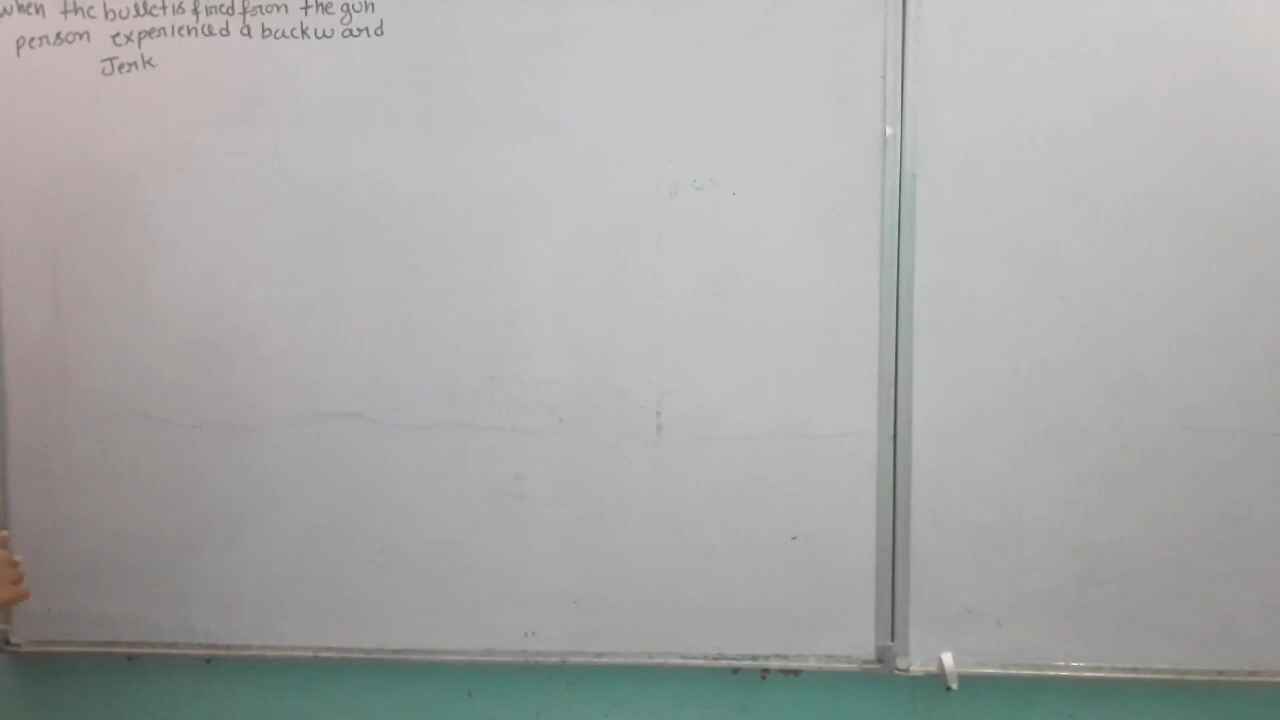 when the bullet is fired from the gun
person experienced a backward
Jerk